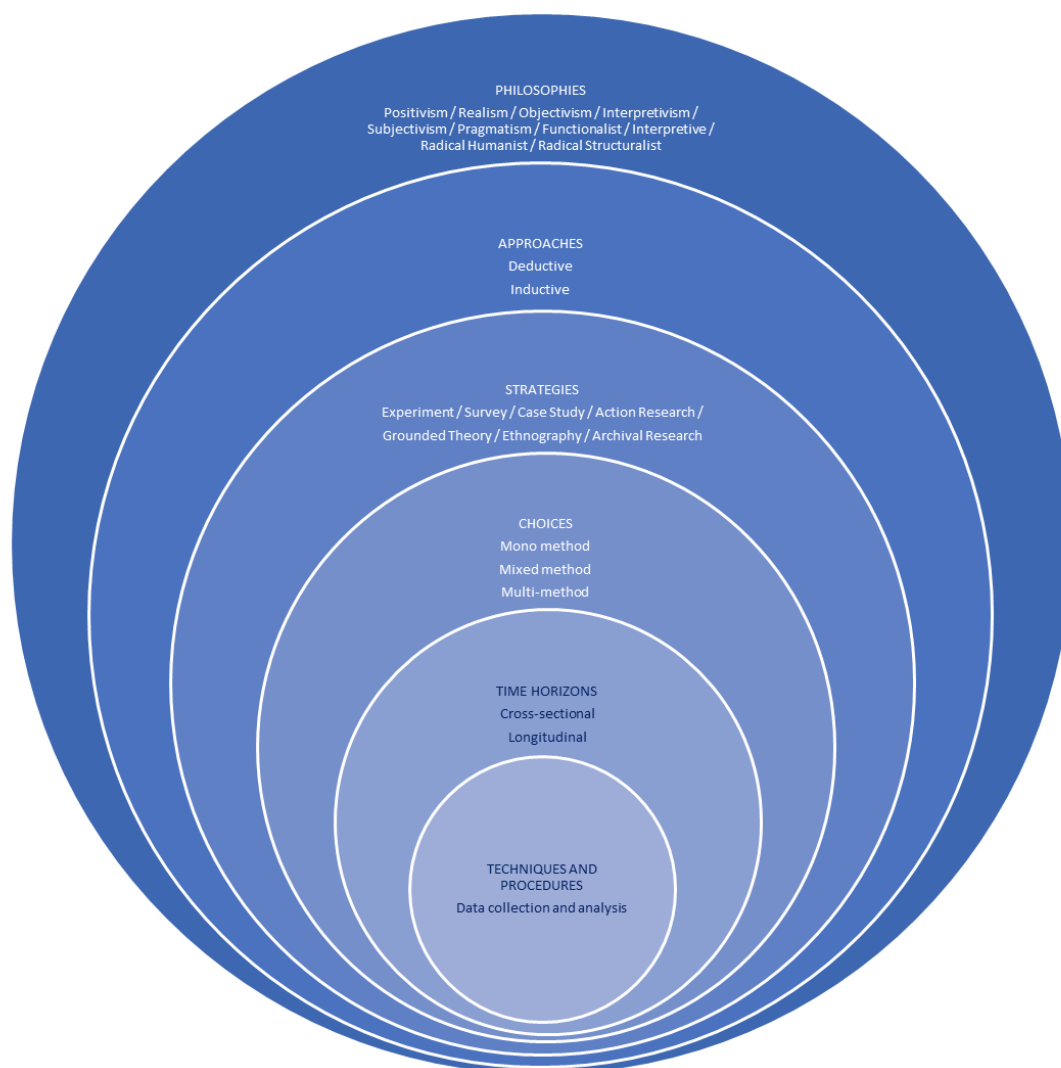 PHILOSOPHIES
Positivism / Realism / Objectivism / Interpretivism /
Subjectivism / Pragmatism / Functionalist / Interpretive /
Radical Humanist / Radical Structuralist
APPROACHES
Deductive
Inductive
STRATEGIES
Experiment / Survey / Case Study / Action Research /
Grounded Theory / Ethnography / Archival Research
CHOICES
Mono method
Mixed method
Multi-method
TIME HORIZONS
Cross-sectional
Longitudinal
TECHNIQUES AND
PROCEDURES
Data collection and analysis